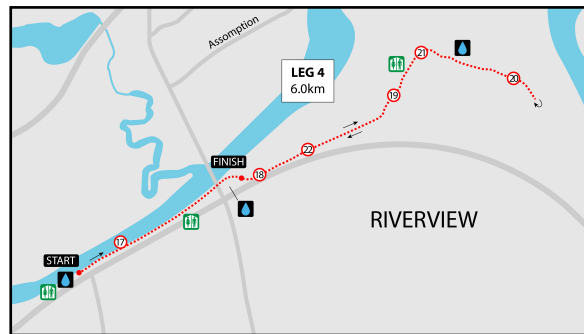 Assomption
LEG 4
6.0km
21
20
19
22
FINISH
18
RIVERVIEW
17
START